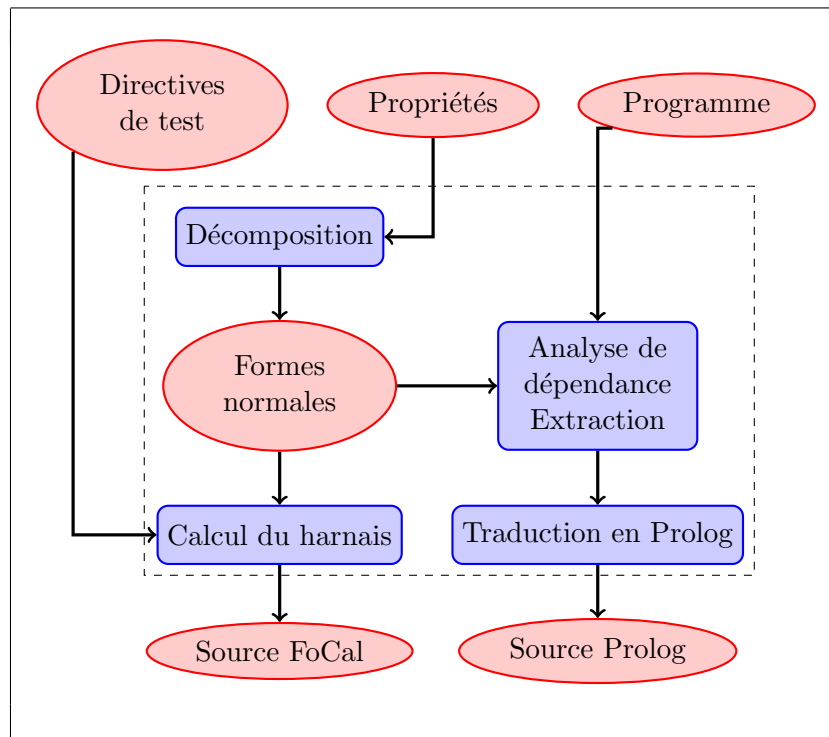 Directives
de test
Propriétés
Programme
Décomposition
Formes
normales
Analyse de
dépendance
Extraction
Calcul du harnais
Traduction en Prolog
Source FoCal
Source Prolog